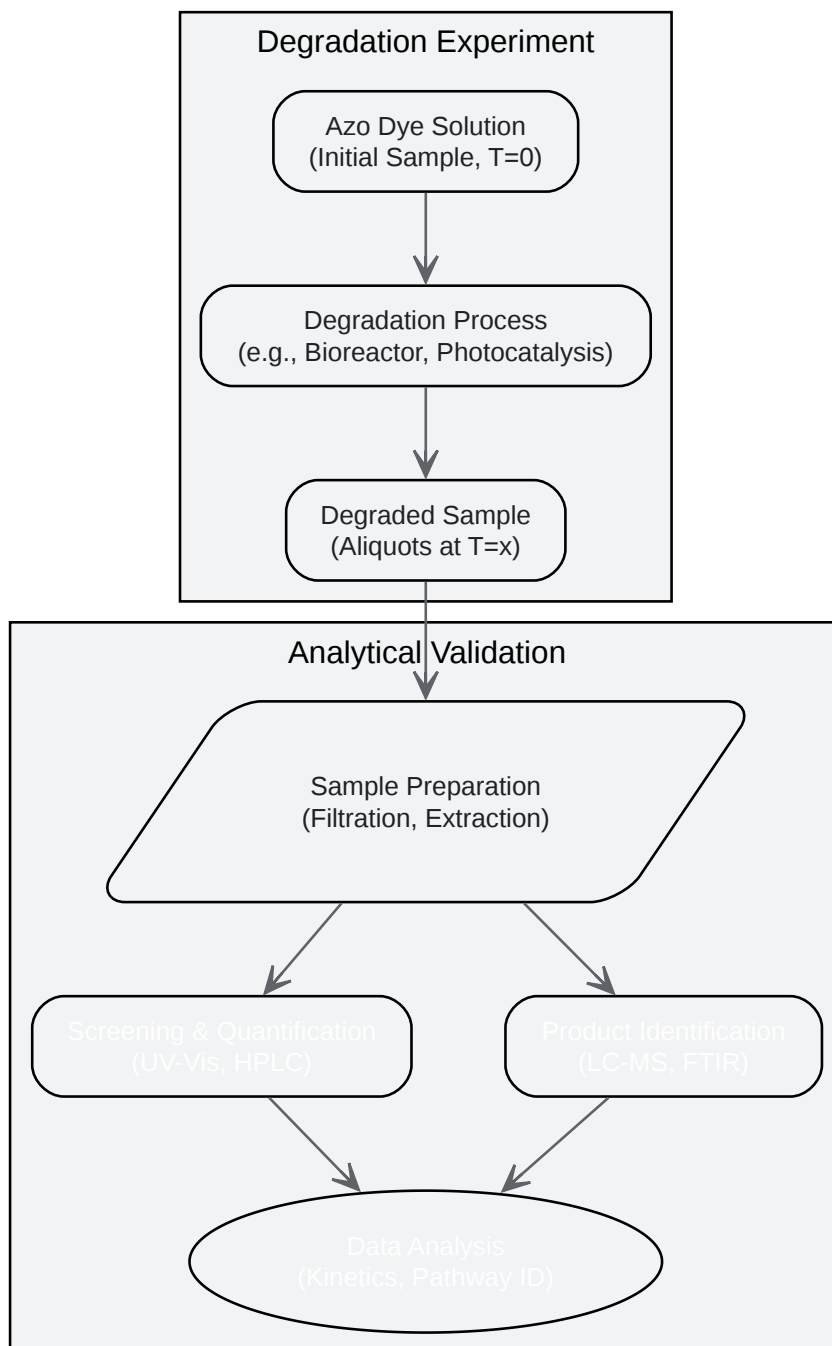 Degradation Experiment
Azo Dye Solution
(Initial Sample, T=0)
Degradation Process
(e.g., Bioreactor, Photocatalysis)
Degraded Sample
(Aliquots at T=x)
Analytical Validation
Sample Preparation
(Filtration, Extraction)
Screening & Quantification
(UV-Vis, HPLC)
Product Identification
(LC-MS, FTIR)
Data Analysis
(Kinetics, Pathway ID)